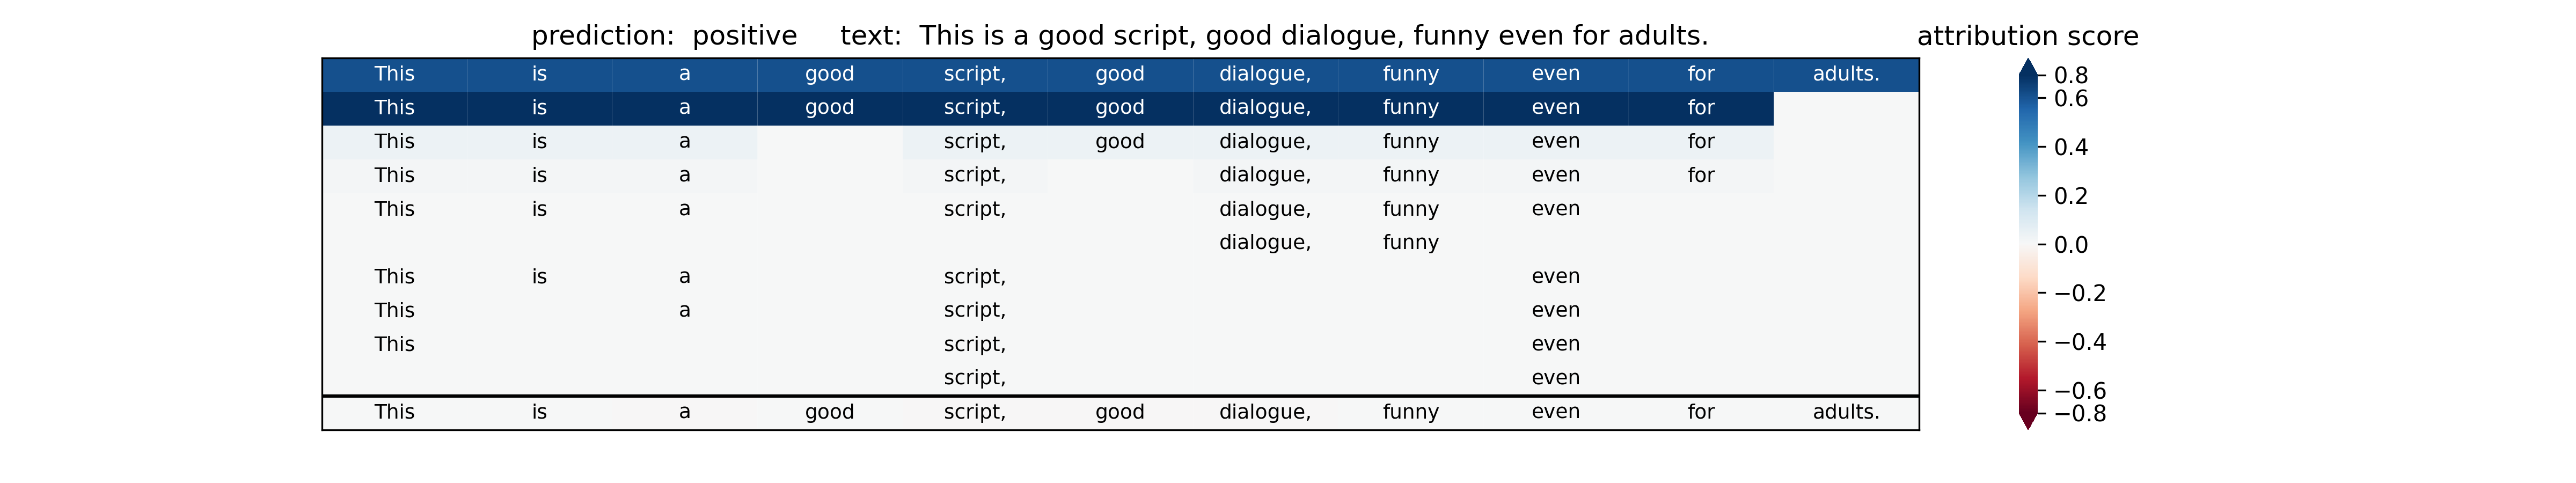 prediction: positive text: This is a good script, good dialogue, funny even for adults. attribution score
This is a good script, good dialogue, funny even for adults.
This is a good script, good dialogue, funny even for
This is a script, good dialogue, funny even for
This is a script, dialogue, funny even for
This is a script, dialogue, funny even
dialogue, funny
This is a script, even
This a script, even
This script, even
script, even
This is a good script, good dialogue, funny even for adults.
0.8
0.6
0.4
0.2
0.0
−0.2
−0.4
−0.6
−0.8